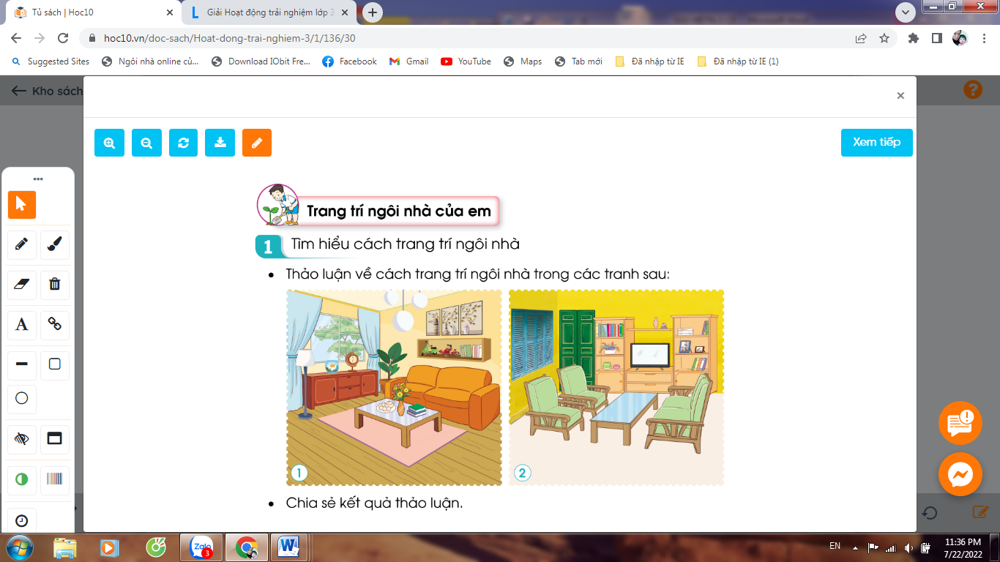 Tủ sách | Hoc10
Giải Hoạt động trải nghiệm lớp 3
hoc10.vn/doc-sach/Hoat-dong-trai-nghiem-3/1/136/30
Suggested Sites
Ngôi nhà online củ...
Download IObit Fre...
Facebook
Gmail
YouTube
Maps
Tab mới
Đã nhập từ IE
Đã nhập từ IE (1)
Kho sách
Xem tiếp
Trang trí ngôi nhà của em
1 Tìm hiểu cách trang trí ngôi nhà
• Thảo luận về cách trang trí ngôi nhà trong các tranh sau:
1
2
• Chia sẻ kết quả thảo luận.
A
Zalo
3
W
EN
11:36 PM
7/22/2022